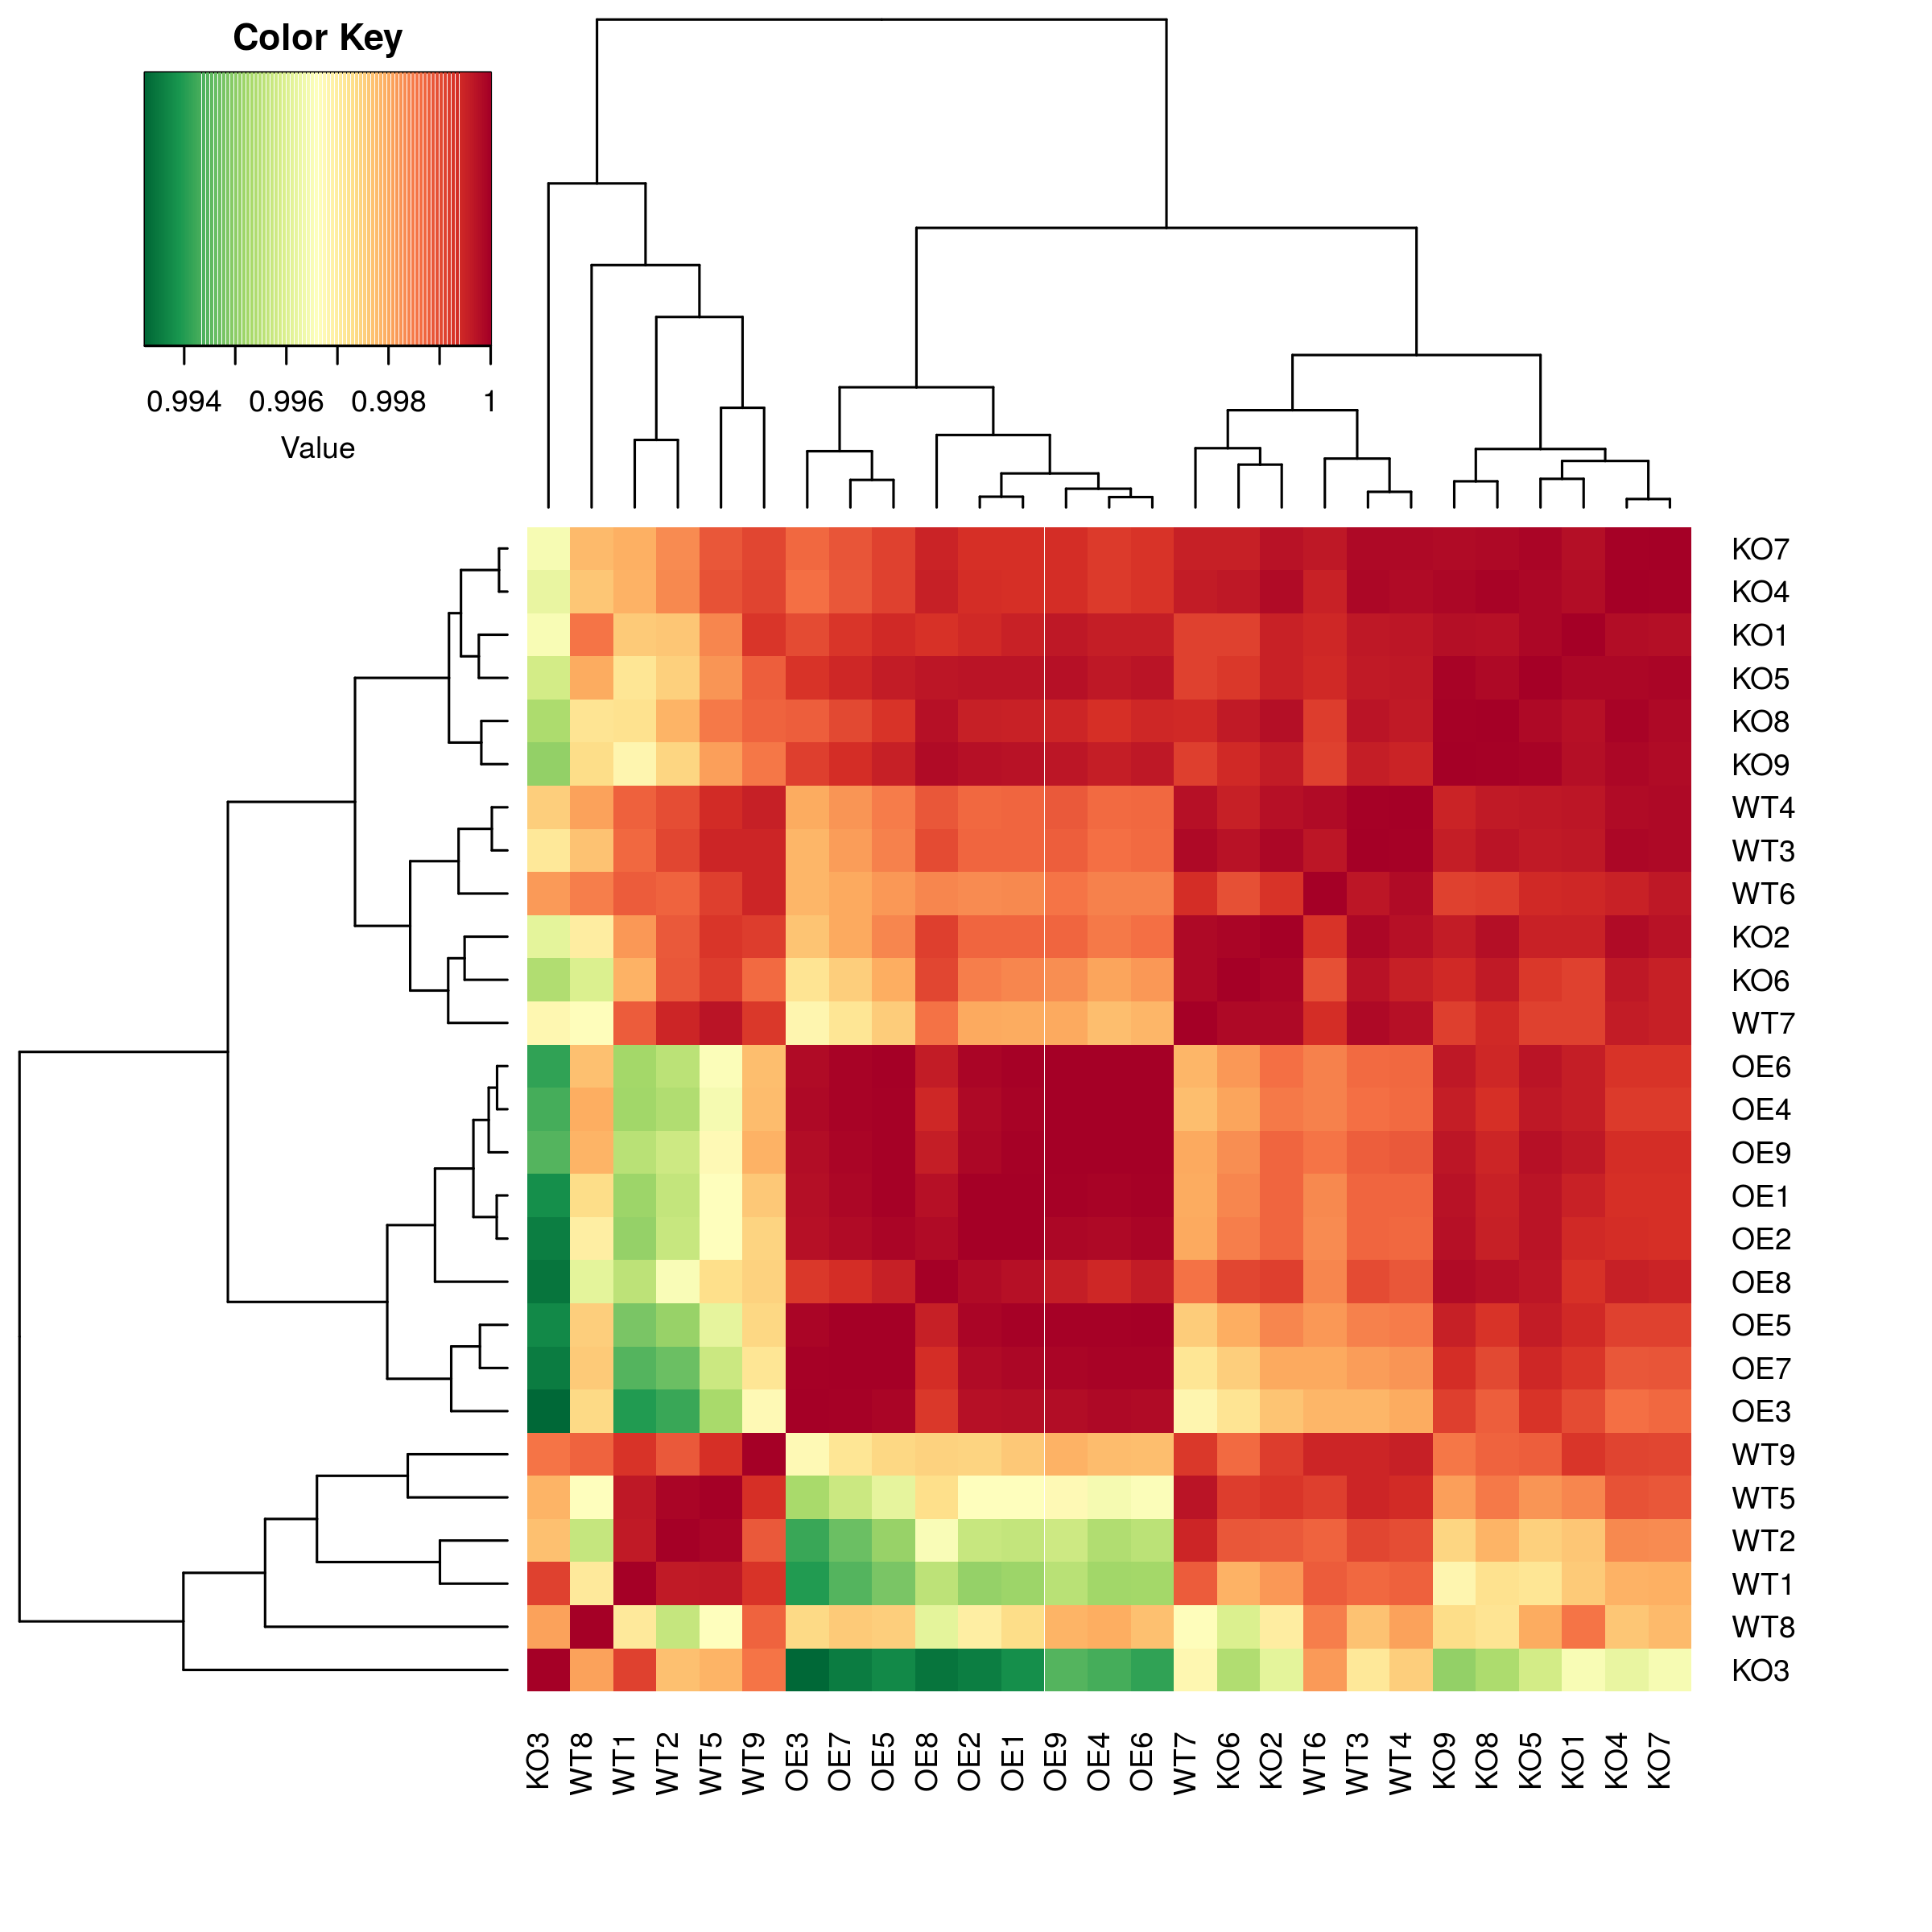 Color Key
0.994 0.996 0.998 1
Value
KO7
KO4
KO1
KO5
KO8
KO9
WT4
WT3
WT6
KO2
KO6
WT7
OE6
OE4
OE9
OE1
OE2
OE8
OE5
OE7
OE3
WT9
WT5
WT2
WT1
WT8
KO3
KO3 WT8 WT1 WT2 WT5 WT9 OE3 OE7 OE5 OE8 OE2 OE1 OE9 OE4 OE6 WT7 KO6 KO2 WT6 WT3 WT4 KO9 KO8 KO5 KO1 KO4 KO7